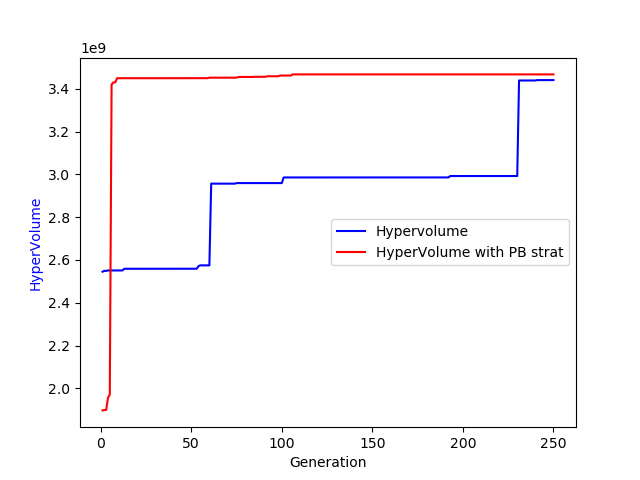 1e9
3.4
3.2
3.0
2.8
2.6
2.4
2.2
2.0
HyperVolume
Hypervolume
HyperVolume with PB strat
0 50 100 150 200 250
Generation